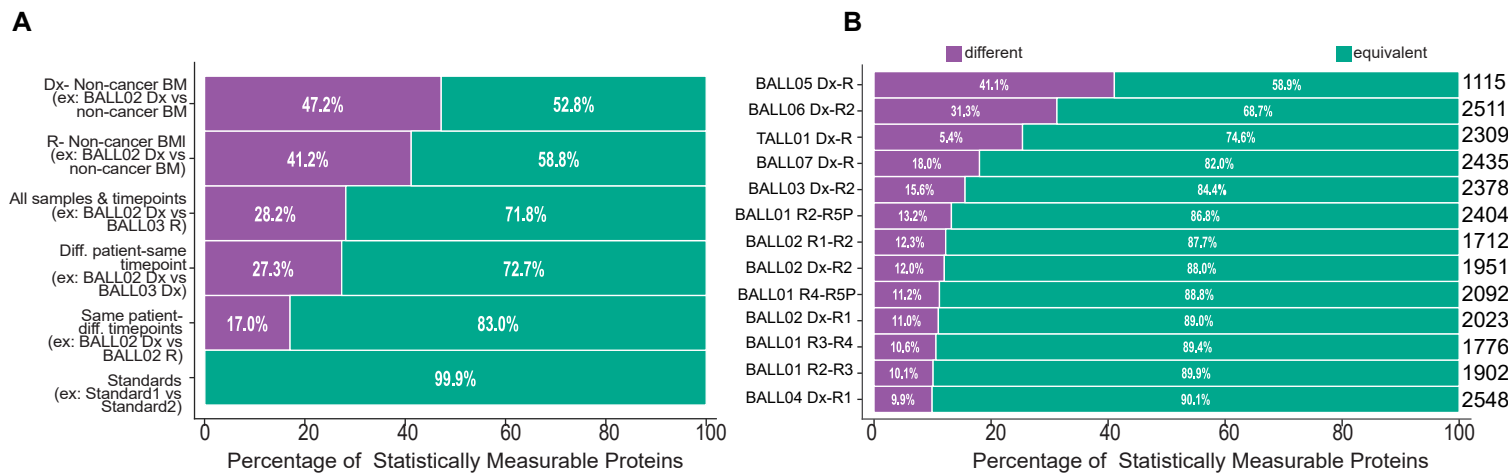 A
Dx- Non-cancer BM
(ex: BALL02 Dx vs
non-cancer BM
47.2%
52.8%
R- Non-cancer BMI
(ex: BALL02 Dx vs
non-cancer BM)
41.2%
58.8%
All samples & timepoints
(ex: BALL02 Dx vs
BALL03 R)
28.2%
71.8%
Diff. patient-same
timepoint
(ex: BALL02 Dx vs
BALL03 Dx)
27.3%
72.7%
Same patient-
diff. timepoints
(ex: BALL02 Dx vs
BALL02 R)
17.0%
83.0%
Standards
(ex: Standard1 vs
Standard2)
99.9%
0 20 40 60 80 100
Percentage of Statistically Measurable Proteins
B
different equivalent
BALL05 Dx-R 41.1% 58.9% 1115
BALL06 Dx-R2 31.3% 68.7% 2511
TALL01 Dx-R 5.4% 74.6% 2309
BALL07 Dx-R 18.0% 82.0% 2435
BALL03 Dx-R2 15.6% 84.4% 2378
BALL01 R2-R5P 13.2% 86.8% 2404
BALL02 R1-R2 12.3% 87.7% 1712
BALL02 Dx-R2 12.0% 88.0% 1951
BALL01 R4-R5P 11.2% 88.8% 2092
BALL02 Dx-R1 11.0% 89.0% 2023
BALL01 R3-R4 10.6% 89.4% 1776
BALL01 R2-R3 10.1% 89.9% 1902
BALL04 Dx-R1 9.9% 90.1% 2548
0 20 40 60 80 100
Percentage of Statistically Measurable Proteins